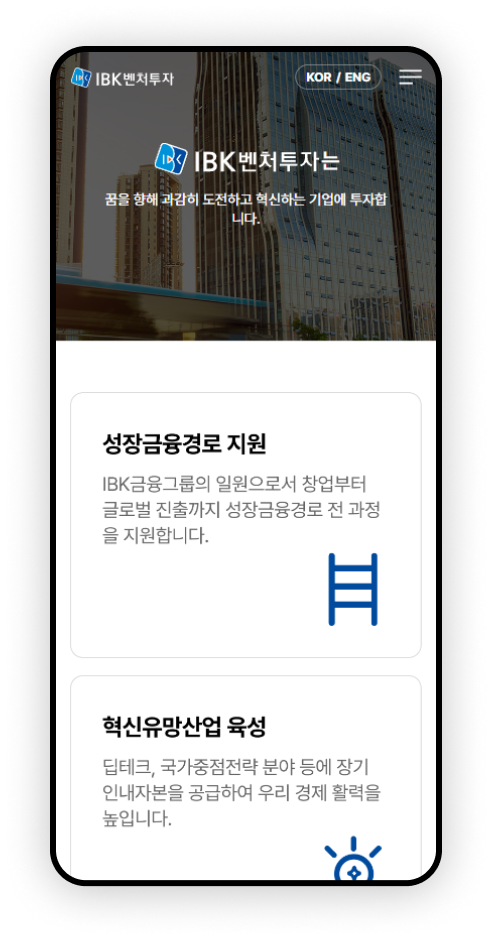 IBK벤처투자
KOR / ENG
IBK벤처투자는
꿈을 향해 과감히 도전하고 혁신하는 기업에 투자합
니다.
성장금융경로 지원
IBK금융그룹의 일원으로서 창업부터
글로벌 진출까지 성장금융경로 전 과정
을 지원합니다.
혁신유망산업 육성
딥테크, 국가중점전략 분야 등에 장기
인내자본을 공급하여 우리 경제 활력을
높입니다.